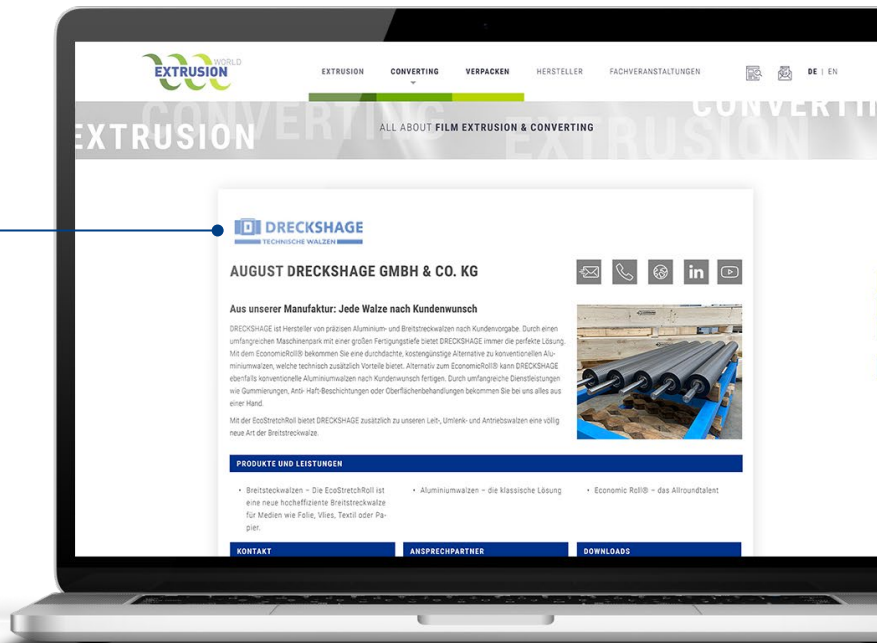 WORLD
EXTRUSION
EXTRUSION
CONVERTING
VERPACKEN
HERSTELLER
FACHVERANSTALTUNGEN
DE | EN
CONVERTING
EXTRUSION
EXTRUSION
ALL ABOUT FILM EXTRUSION & CONVERTING
D DRECKSHAGE
TECHNISCHE WALZEN
AUGUST DRECKSHAGE GMBH & CO. KG
in
Aus unserer Manufaktur: Jede Walze nach Kundenwunsch
DRECKSHAGE ist Hersteller von präzisen Aluminium- und Breitstreckwalzen nach Kundenvorgabe. Durch einen
umfangreichen Maschinenpark mit einer großen Fertigungstiefe bietet DRECKSHAGE immer die perfekte Lösung.
Mit dem EconomicRoll® bekommen Sie eine durchdachte, kostengünstige Alternative zu konventionellen Alu-
miniumwalzen, welche technisch zusätzlich Vorteile bietet. Alternativ zum EconomicRoll® kann DRECKSHAGE
ebenfalls konventionelle Aluminiumwalzen nach Kundenwunsch fertigen. Durch umfangreiche Dienstleistungen
wie Gummierungen, Anti- Haft-Beschichtungen oder Oberflächenbehandlungen bekommen Sie bei uns alles aus
einer Hand.
Mit der EcoStretchRoll bietet DRECKSHAGE zusätzlich zu unseren Leit-, Umlenk- und Antriebswalzen eine völlig
neue Art der Breitstreckwalze.
PRODUKTE UND LEISTUNGEN
• Breitsteckwalzen – Die EcoStretchRoll ist
eine neue hocheffiziente Breitstreckwalze
für Medien wie Folie, Vlies, Textil oder Pa-
pier.
• Aluminiumwalzen – die klassische Lösung
• Economic Roll® – das Allroundtalent
KONTAKT
ANSPRECHPARTNER
DOWNLOADS